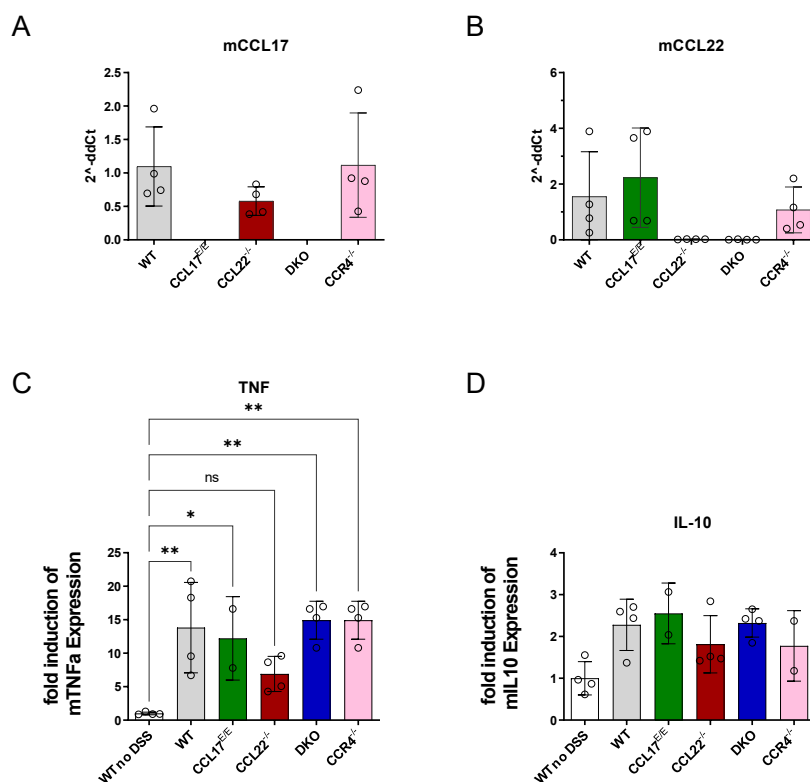 A
mCCL17
2^-ddCt
2.5
2.0
1.5
1.0
0.5
0.0
WT
CCL17E/E
CCL22-/-
DKO
CCR4-/-
B
mCCL22
2^-ddCt
6
4
2
0
WT
CCL17E/E
CCL22-/-
DKO
CCR4-/-
C
TNF
**
**
ns
*
**
fold induction of
mTNFa Expression
25
20
15
10
5
0
WT no DSS
WT
CCL17E/E
CCL22-/-
DKO
CCR4-/-
D
IL-10
fold induction of
mIL10 Expression
4
3
2
1
0
WT no DSS
WT
CCL17E/E
CCL22-/-
DKO
CCR4-/-